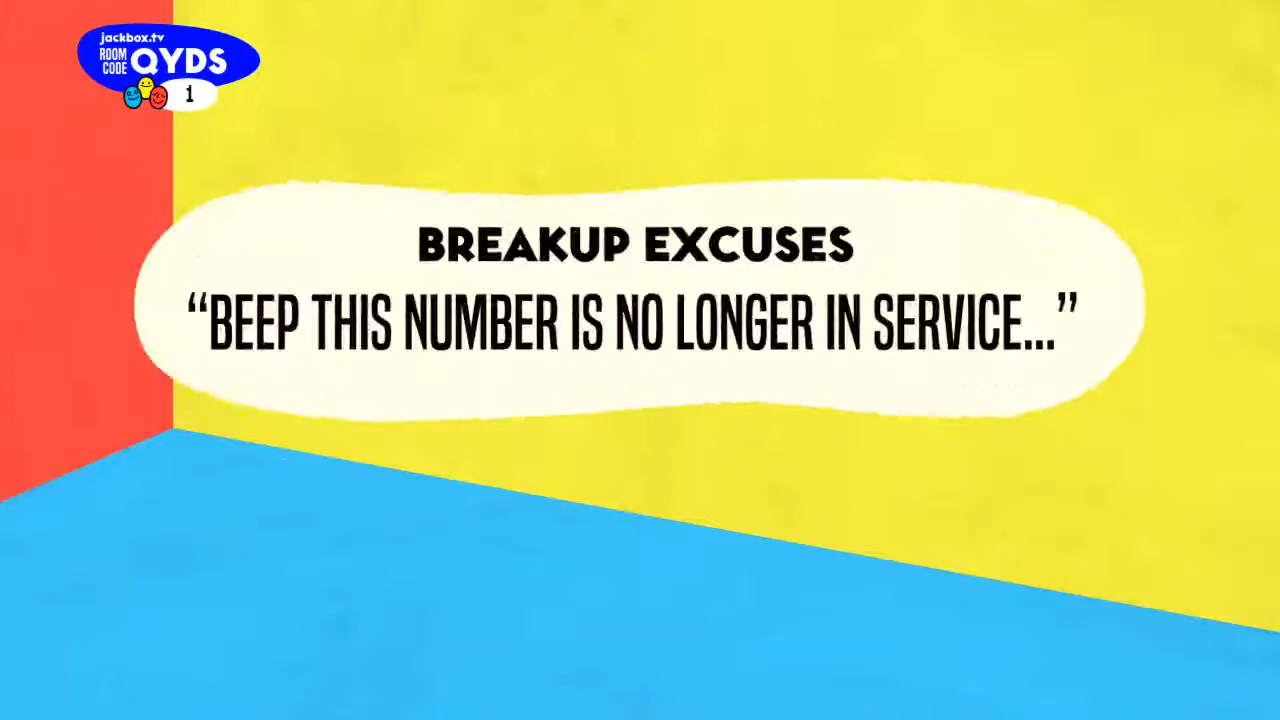 jackbox.tv
ROOM CODE QYDS
1
BREAKUP EXCUSES
“BEEP THIS NUMBER IS NO LONGER IN SERVICE...”